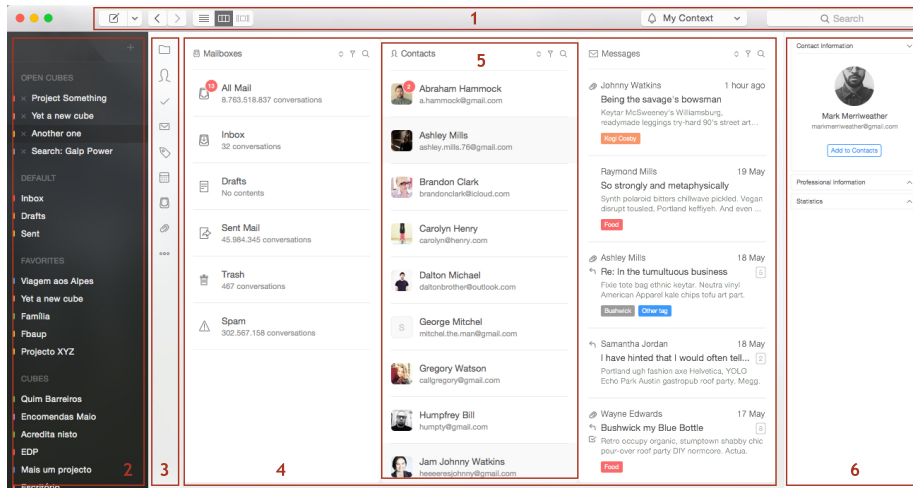 1
My Context
Search
OPEN CUBES
× Project Something
× Yet a new cube
× Another one
× Search: Galp Power
DEFAULT
Inbox
Drafts
Sent
FAVORITES
Viagem aos Alpes
Yet a new cube
Família
Fbaup
Projecto XYZ
CUBES
Quim Barreiros
Encomendas Maio
Acredita nisto
EDP
Mais um projecto
Escritório
2
3
Mailboxes
13
All Mail
8.763.518.837 conversations
Inbox
32 conversations
Drafts
No contents
Sent Mail
45.984.345 conversations
Trash
467 conversations
Spam
302.567.158 conversations
4
Contacts
5
2
Abraham Hammock
a.hammock@gmail.com
Ashley Mills
ashley.mills.76@gmail.com
Brandon Clark
brandonclark@icloud.com
Carolyn Henry
carolyn@henry.com
Dalton Michael
daltonbrother@outlook.com
S
George Mitchel
mitchel.the.man@gmail.com
Gregory Watson
callgregory@gmail.com
Humpfrey Bill
humpty@gmail.com
Jam Johnny Watkins
heeeeresjohnny@gmail.com
Messages
Johnny Watkins 1 hour ago
Being the savage's bowsman
Keytar McSweeney's Williamsburg,
readymade leggings try-hard 90's street art...
Kogi Cosby
Raymond Mills 19 May
So strongly and metaphysically
Synth polaroid bitters chillwave pickled. Vegan
disrupt tousled, Portland keffiyeh. And even ...
Food
Ashley Mills 18 May
Re: In the tumultuous business
Fixie tote bag ethnic keytar. Neutra vinyl
American Apparel kale chips tofu art part.
Bushwick Other tag
Samantha Jordan 18 May
I have hinted that I would often tell... 2
Portland ugh fashion axe Helvetica, YOLO
Echo Park Austin gastropub roof party. Megg.
Wayne Edwards 17 May
Bushwick my Blue Bottle
Retro occupy organic, stumptown shabby chic
pour-over roof party DIY normcore. Actua.
Food
Contact Information
Mark Merriweather
markmerriweather@gmail.com
Add to Contacts
Professional Information
Statistics
6